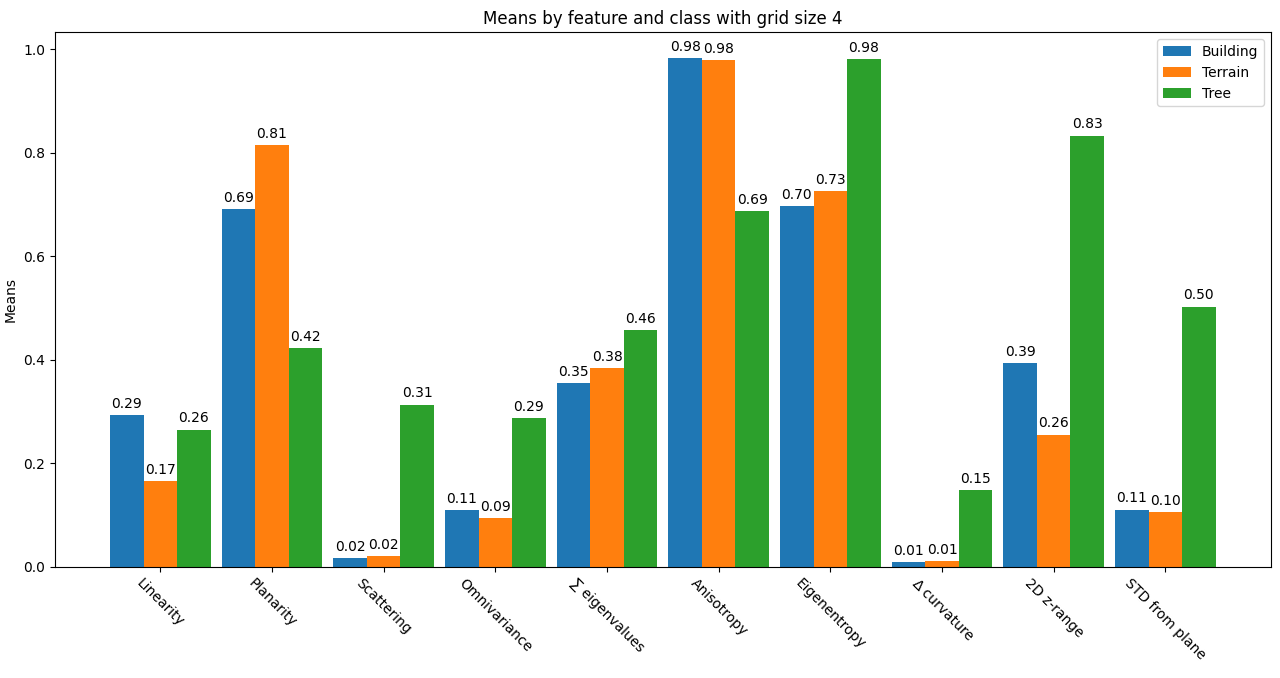 Means by feature and class with grid size 4
Building
Terrain
Tree
Means
1.0
0.8
0.6
0.4
0.2
0.0
0.29
0.17
0.26
0.69
0.81
0.42
0.02
0.02
0.31
0.11
0.09
0.29
0.35
0.38
0.46
0.98
0.98
0.69
0.70
0.73
0.98
0.01
0.01
0.15
0.39
0.26
0.83
0.11
0.10
0.50
Linearity
Planarity
Scattering
Omnivariance
∑ eigenvalues
Anisotropy
Eigenentropy
Δ curvature
2D z-range
STD from plane